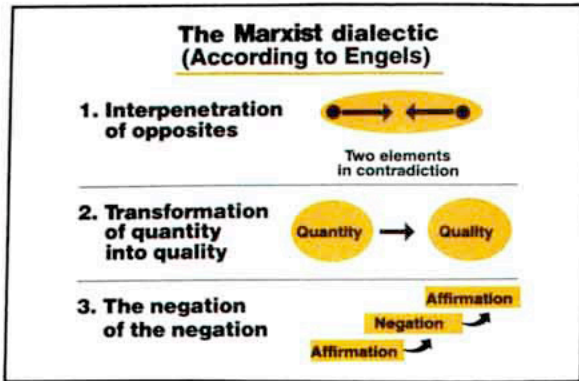 The Marxist dialectic
(According to Engels)
1. Interpenetration
of opposites
Two elements
in contradiction
2. Transformation
of quantity
into quality
Quantity
Quality
3. The negation
of the negation
Affirmation
Negation
Affirmation